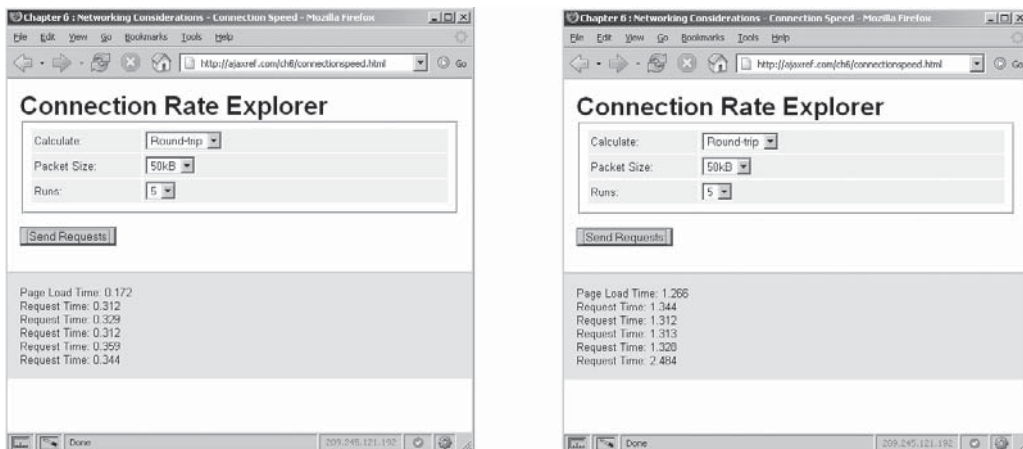 Chapter 6 : Networking Considerations - Connection Speed - Mozilla Firefox
File Edit View Go Bookmarks Tools Help
http://ajaxref.com/ch6/connectionspeed.html Go
Connection Rate Explorer
Calculate: Round-trip
Packet Size: 50kB
Runs: 5
Send Requests
Page Load Time: 0.172
Request Time: 0.312
Request Time: 0.329
Request Time: 0.312
Request Time: 0.359
Request Time: 0.344
Done 209.245.121.192
Chapter 6 : Networking Considerations - Connection Speed - Mozilla Firefox
File Edit View Go Bookmarks Tools Help
http://ajaxref.com/ch6/connectionspeed.html Go
Connection Rate Explorer
Calculate: Round-trip
Packet Size: 50kB
Runs: 5
Send Requests
Page Load Time: 1.266
Request Time: 1.344
Request Time: 1.312
Request Time: 1.313
Request Time: 1.328
Request Time: 2.484
Done 209.245.121.192